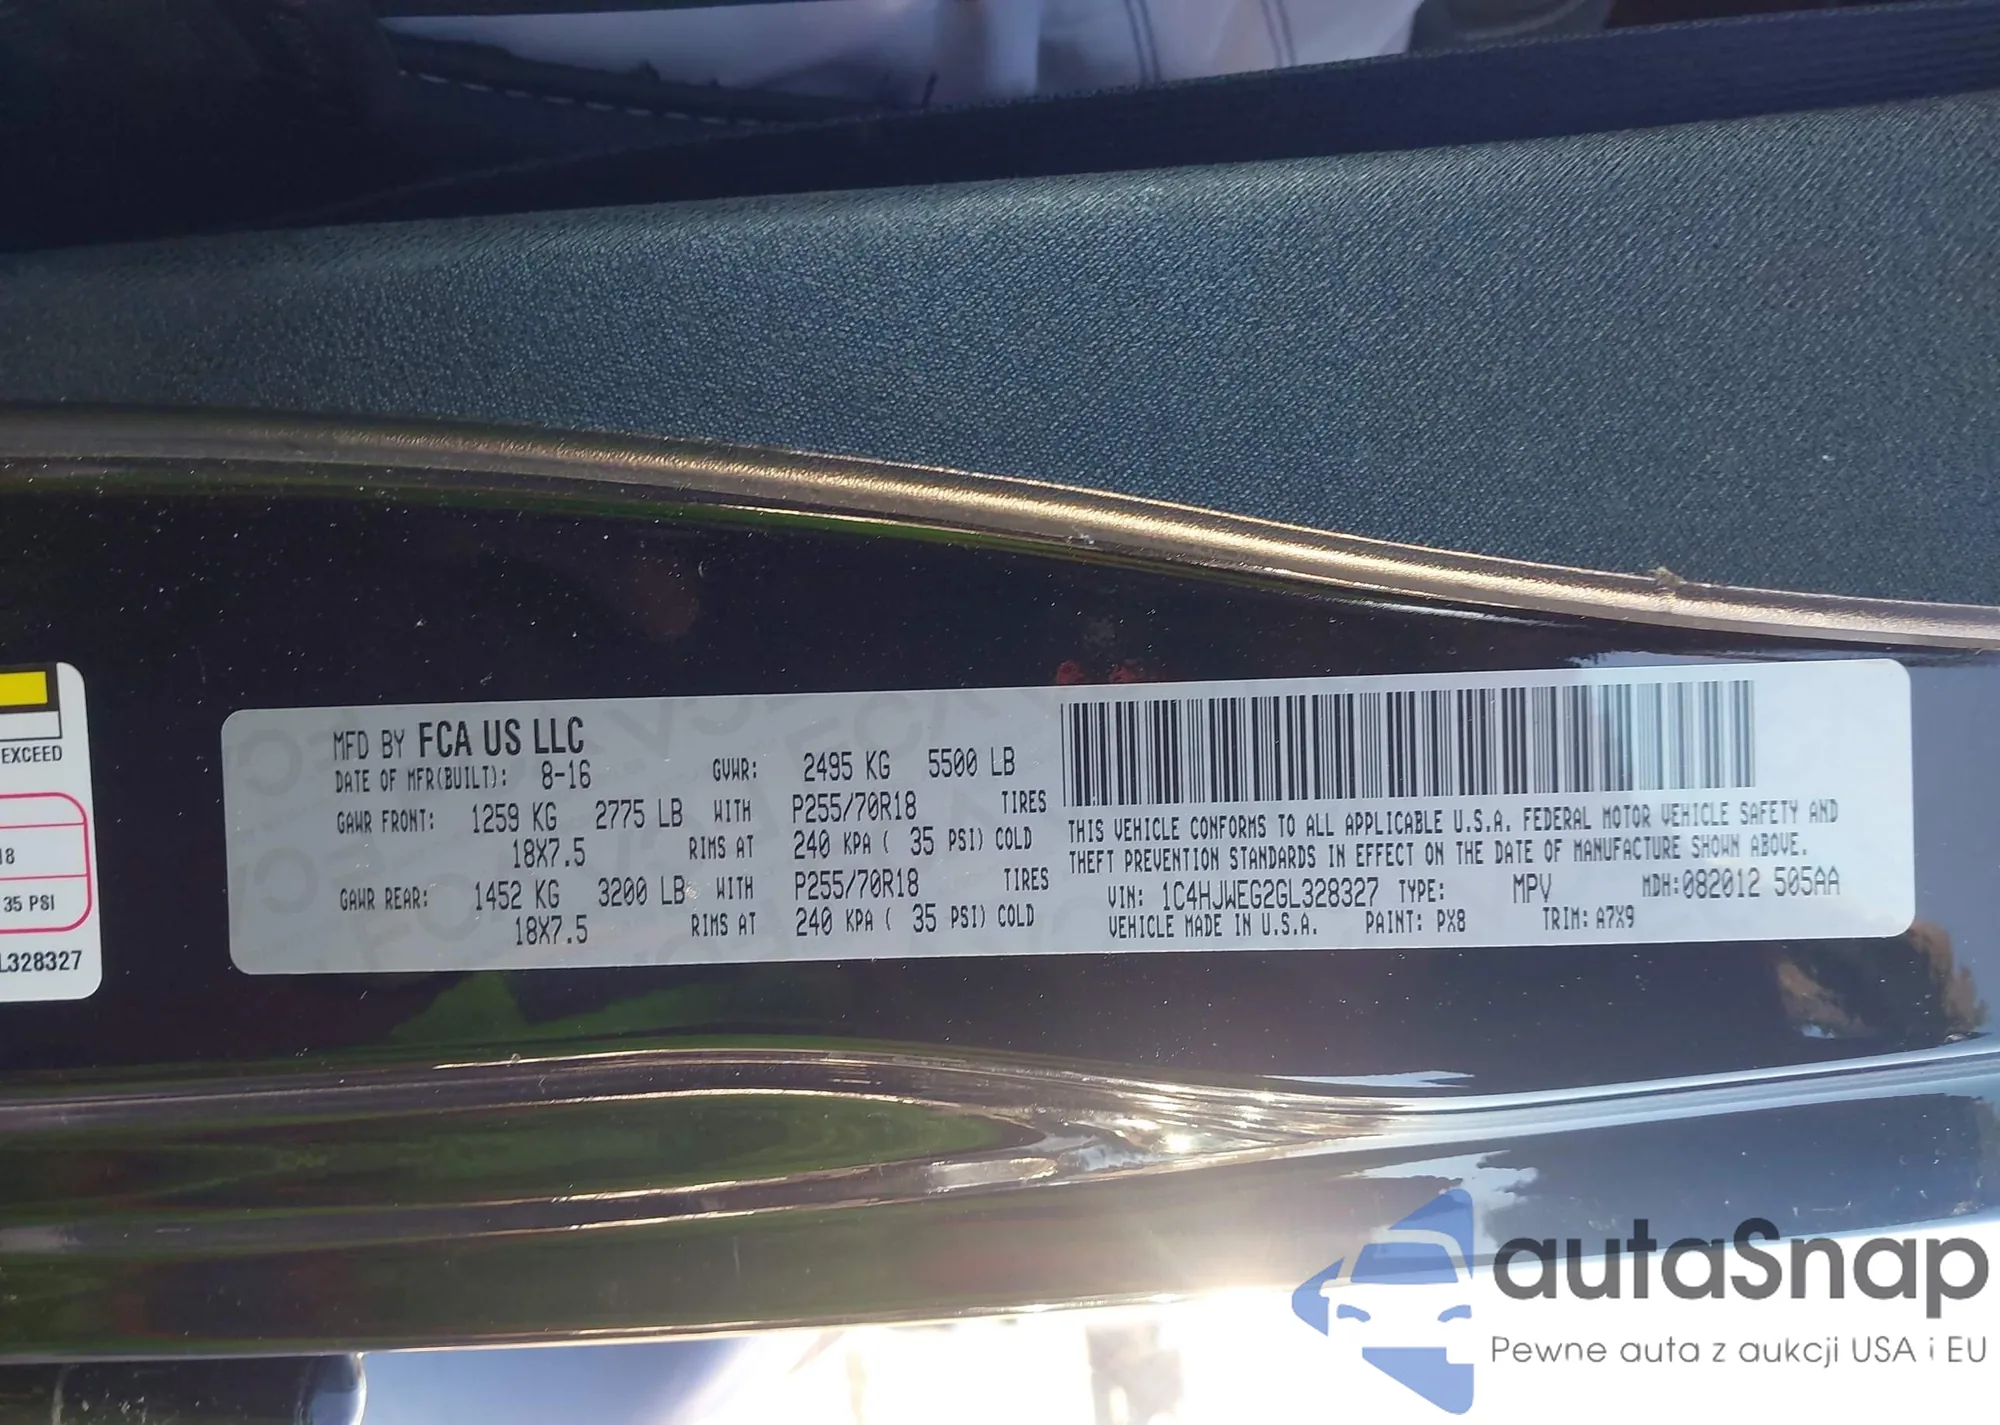 EXCEED
18
35 PSI
L328327
MFD BY FCA US LLC
DATE OF MFR(BUILT): 8-16 GVWR: 2495 KG 5500 LB
GAWR FRONT: 1259 KG 2775 LB WITH P255/70R18 TIRES
18X7.5 RIMS AT 240 KPA ( 35 PSI) COLD
GAWR REAR: 1452 KG 3200 LB WITH P255/70R18 TIRES
18X7.5 RIMS AT 240 KPA ( 35 PSI) COLD
THIS VEHICLE CONFORMS TO ALL APPLICABLE U.S.A. FEDERAL MOTOR VEHICLE SAFETY AND
THEFT PREVENTION STANDARDS IN EFFECT ON THE DATE OF MANUFACTURE SHOWN ABOVE.
VIN: 1C4HJWEG2GL328327 TYPE: MPV MDH:082012 505AA
VEHICLE MADE IN U.S.A. PAINT: PX8 TRIM: A7X9
autaSnap
Pewne auta z aukcji USA i EU